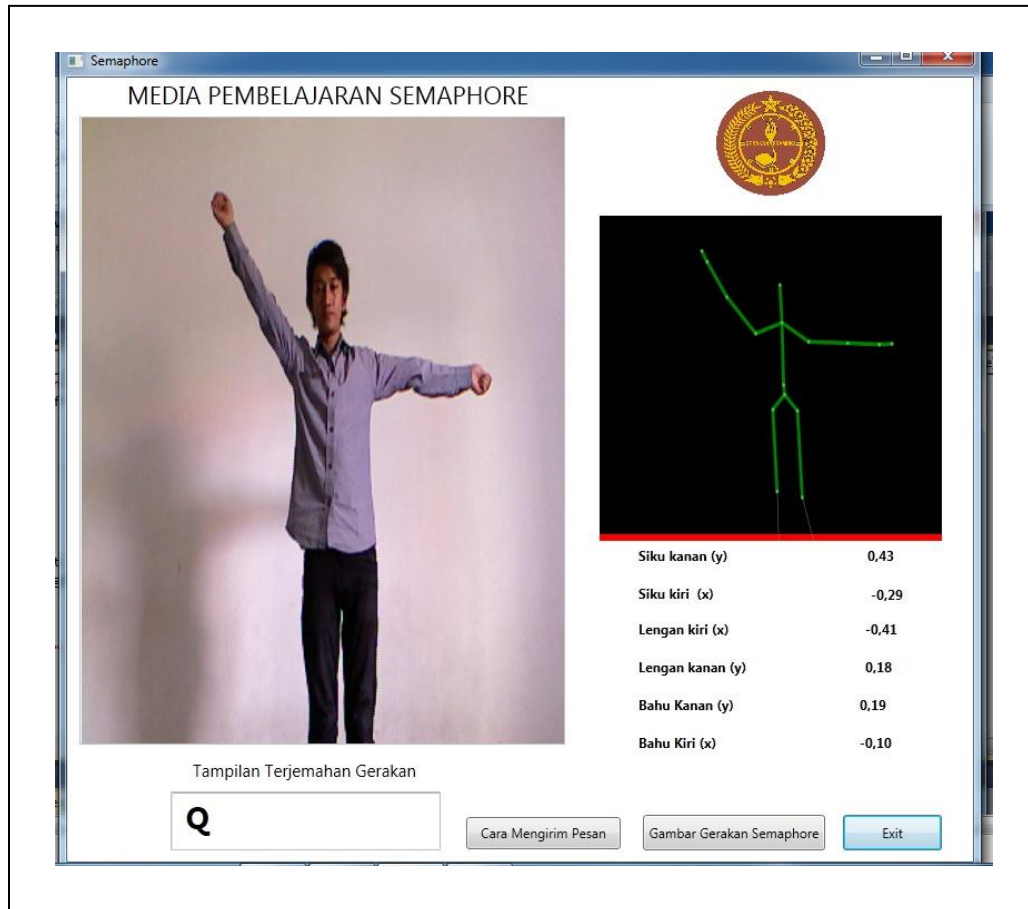 Semaphore
MEDIA PEMBELAJARAN SEMAPHORE
Siku kanan (y) 0,43
Siku kiri (x) -0,29
Lengan kiri (x) -0,41
Lengan kanan (y) 0,18
Bahu Kanan (y) 0,19
Bahu Kiri (x) -0,10
Tampilan Terjemahan Gerakan
Q
Cara Mengirim Pesan Gambar Gerakan Semaphore Exit